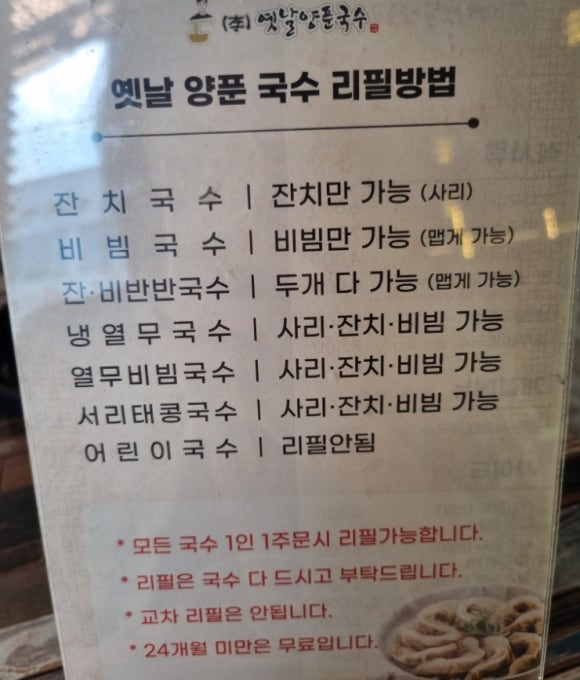 (李) 옛날양푼국수
옛날 양푼 국수 리필방법
잔치국수 | 잔치만 가능 (사리)
비빔국수 | 비빔만 가능 (맵게 가능)
잔·비반반국수 | 두개 다 가능 (맵게 가능)
냉열무국수 | 사리·잔치·비빔 가능
열무비빔국수 | 사리·잔치·비빔 가능
서리태콩국수 | 사리·잔치·비빔 가능
어린이국수 | 리필안됨
* 모든 국수 1인 1주문시 리필가능합니다.
* 리필은 국수 다 드시고 부탁드립니다.
* 교차 리필은 안됩니다.
* 24개월 미만은 무료입니다.